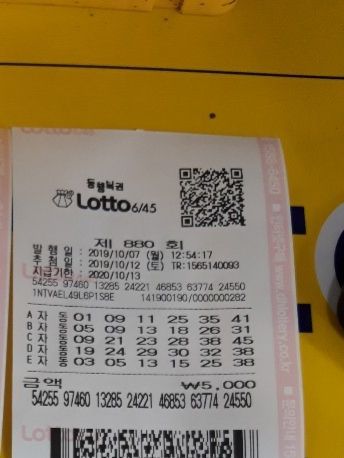 동행복권
Lotto 6/45
제 880 회
발 행 일 : 2019/10/07 (월) 12:54:17
추 첨 일 : 2019/10/12 (토) TR:1565140093
지급기한 : 2020/10/13
54255 97460 13285 24221 46853 63774 24550
1NTVAEL49L6P1S8E 141900190/0000000282
A 자 동 01 09 11 25 35 41
B 자 동 05 09 13 18 26 31
C 자 동 09 21 23 28 38 45
D 자 동 19 24 29 30 32 38
E 자 동 03 05 13 15 25 38
금 액 ₩5,000
54255 97460 13285 24221 46853 63774 24550